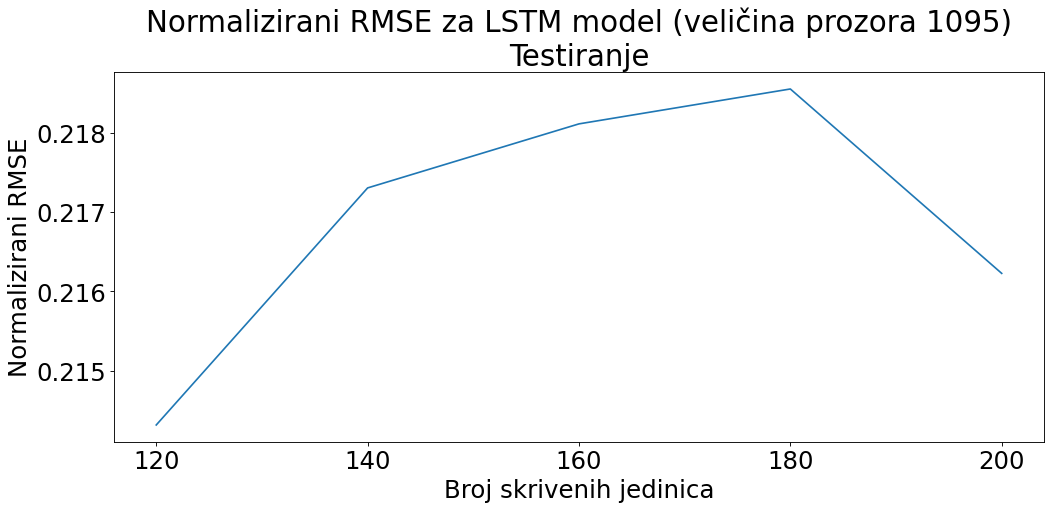 Normalizirani RMSE za LSTM model (veličina prozora 1095)
Testiranje
Normalizirani RMSE
0.218
0.217
0.216
0.215
120 140 160 180 200
Broj skrivenih jedinica